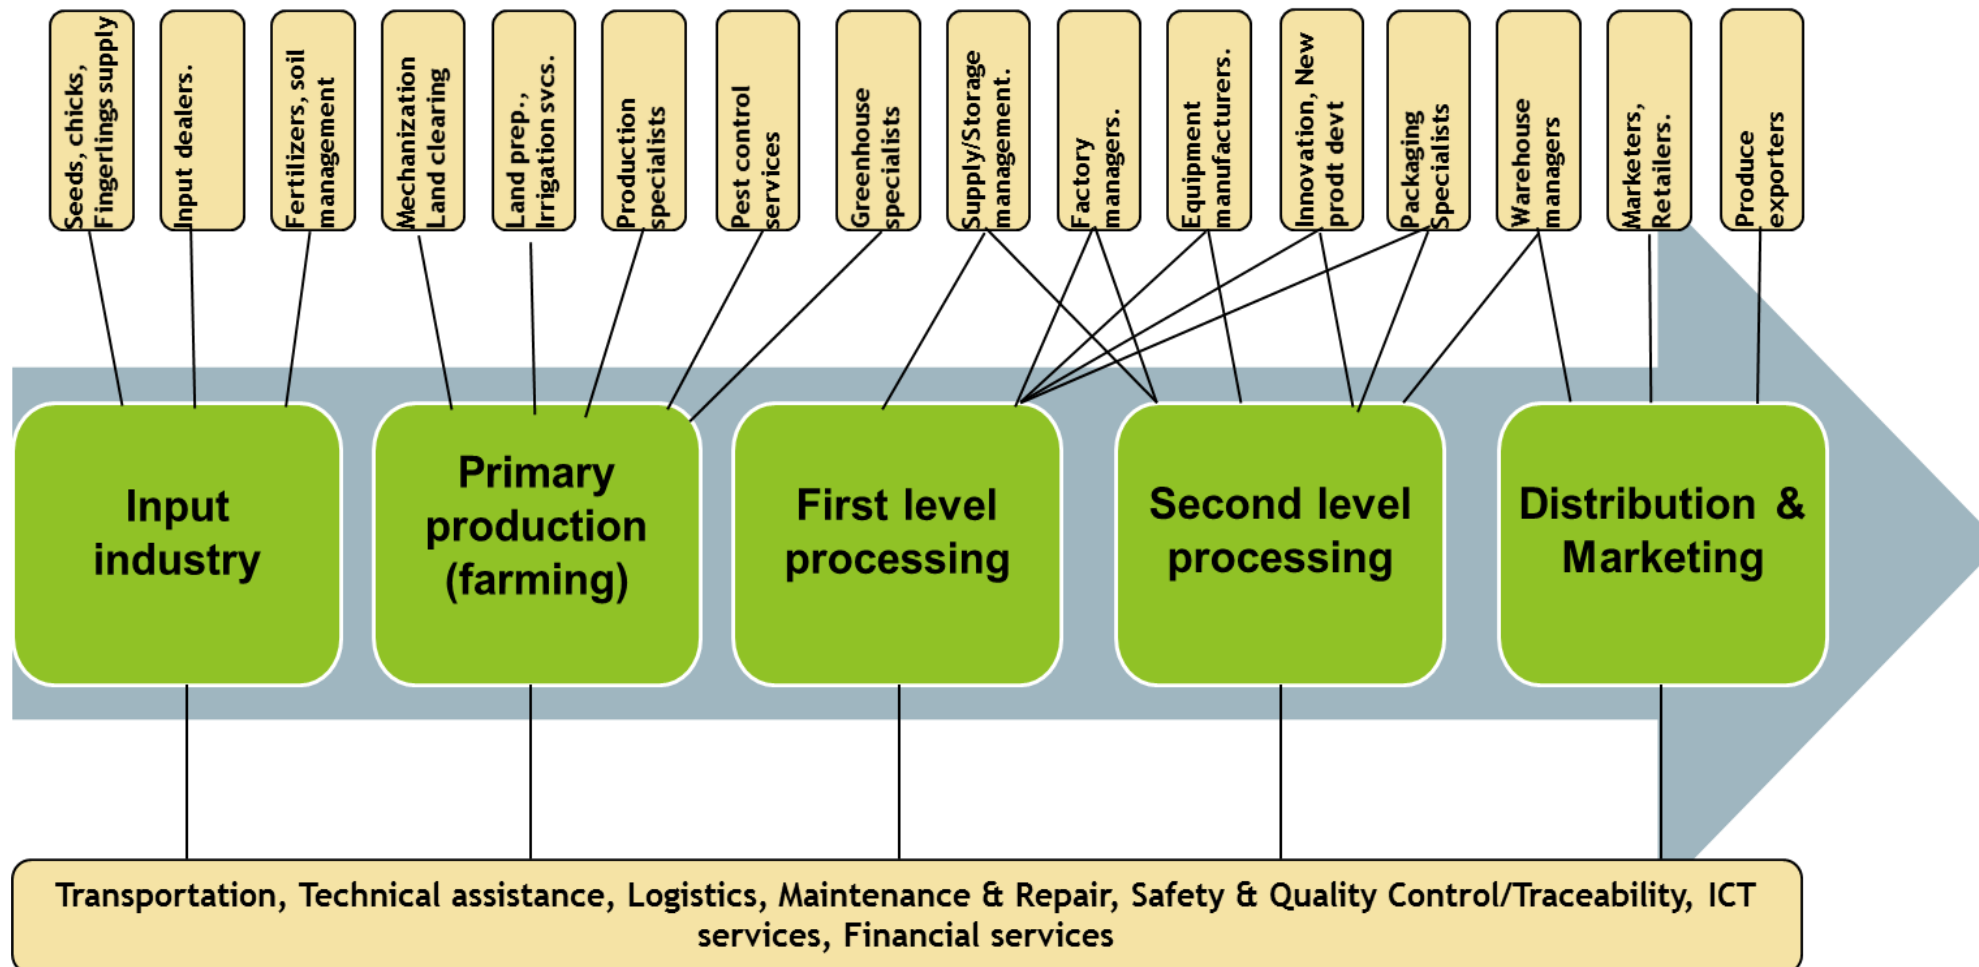 Seeds, chicks,
Fingerlings supply
Input dealers.
Fertilizers, soil
management
Mechanization
Land clearing
Land prep.,
Irrigation svcs.
Production
specialists
Pest control
services
Greenhouse
specialists
Supply/Storage
management.
Factory
managers.
Equipment
manufacturers.
Innovation, New
prodt devt
Packaging
Specialists
Warehouse
managers
Marketers,
Retailers.
Produce
exporters
Input
industry
Primary
production
(farming)
First level
processing
Second level
processing
Distribution &
Marketing
Transportation, Technical assistance, Logistics, Maintenance & Repair, Safety & Quality Control/Traceability, ICT
services, Financial services